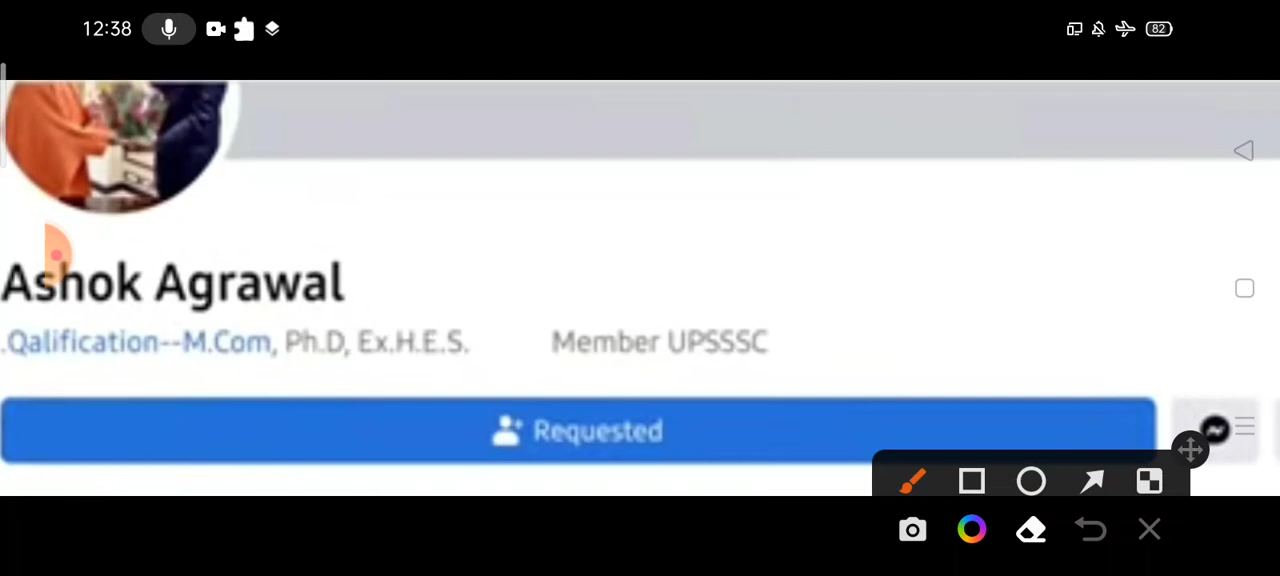 12:38
82
Ashok Agrawal
.Qalification--M.Com, Ph.D, Ex.H.E.S. Member UPSSSC
Requested